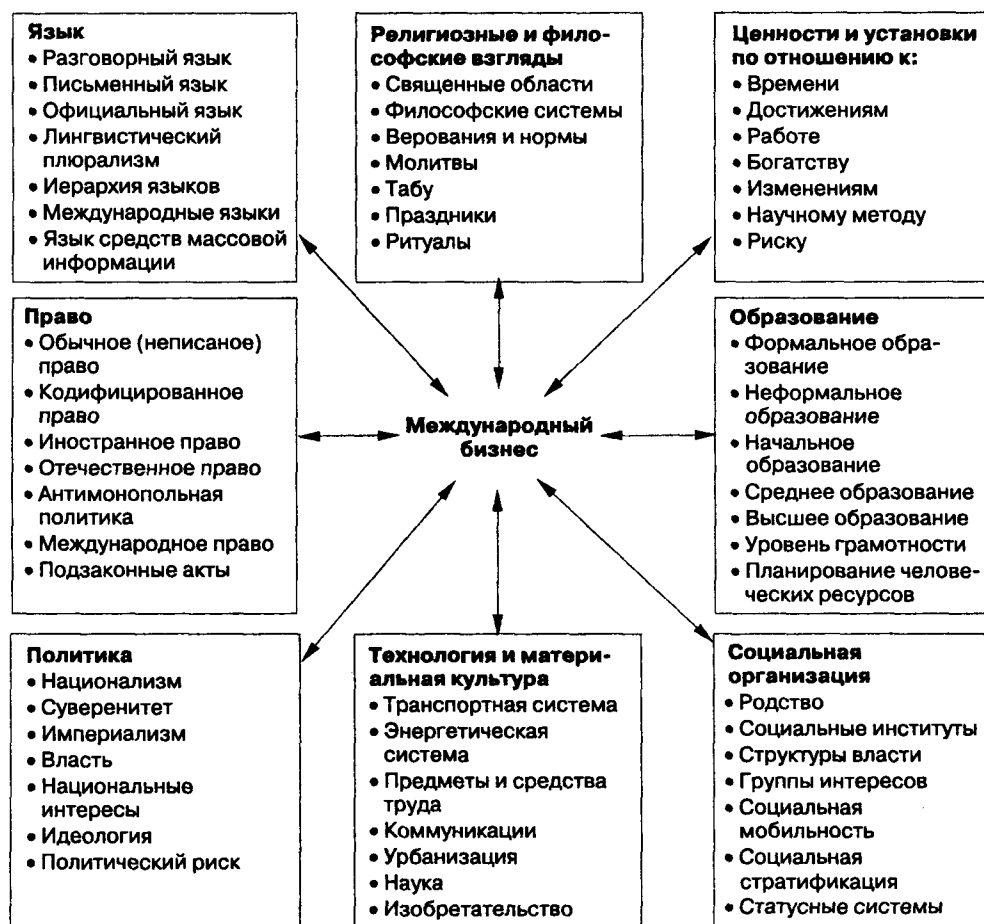 Язык
• Разговорный язык
• Письменный язык
• Официальный язык
• Лингвистический
плюрализм
• Иерархия языков
• Международные языки
• Язык средств массовой
информации
Религиозные и фило-
софские взгляды
• Священные области
• Философские системы
• Верования и нормы
• Молитвы
• Табу
• Праздники
• Ритуалы
Ценности и установки
по отношению к:
• Времени
• Достижениям
• Работе
• Богатству
• Изменениям
• Научному методу
• Риску
Право
• Обычное (неписаное)
право
• Кодифицированное
право
• Иностранное право
• Отечественное право
• Антимонопольная
политика
• Международное право
• Подзаконные акты
Международный
бизнес
Образование
• Формальное обра-
зование
• Неформальное
образование
• Начальное
образование
• Среднее образование
• Высшее образование
• Уровень грамотности
• Планирование челове-
ческих ресурсов
Политика
• Национализм
• Суверенитет
• Империализм
• Власть
• Национальные
интересы
• Идеология
• Политический риск
Технология и матери-
альная культура
• Транспортная система
• Энергетическая
система
• Предметы и средства
труда
• Коммуникации
• Урбанизация
• Наука
• Изобретательство
Социальная
организация
• Родство
• Социальные институты
• Структуры власти
• Группы интересов
• Социальная
мобильность
• Социальная
стратификация
• Статусные системы